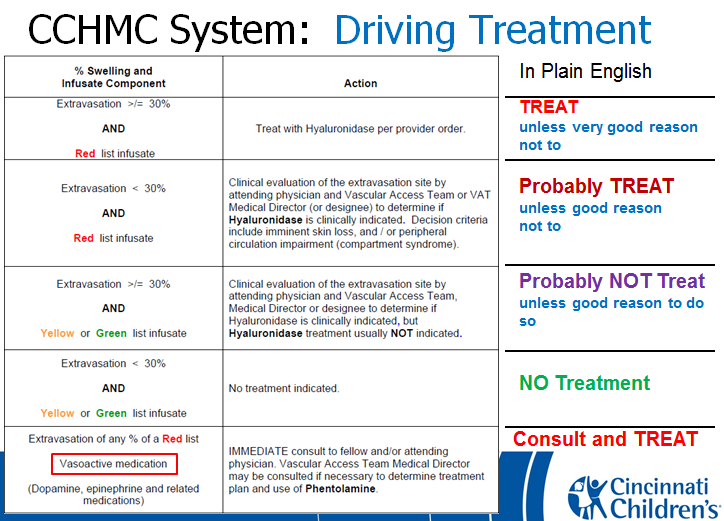 CCHMC System: Driving Treatment
% Swelling and
Infusate Component
Action
In Plain English
Extravasation >/= 30%
AND
Red list infusate
Treat with Hyaluronidase per provider order.
TREAT
unless very good reason
not to
Extravasation < 30%
AND
Red list infusate
Clinical evaluation of the extravasation site by
attending physician and Vascular Access Team or VAT
Medical Director (or designee) to determine if
Hyaluronidase is clinically indicated. Decision criteria
include imminent skin loss, and / or peripheral
circulation impairment (compartment syndrome).
Probably TREAT
unless good reason
not to
Extravasation >/= 30%
AND
Yellow or Green list infusate
Clinical evaluation of the extravasation site by
attending physician and Vascular Access Team,
Medical Director or designee to determine if
Hyaluronidase is clinically indicated, but
Hyaluronidase treatment usually NOT indicated.
Probably NOT Treat
unless good reason to do
so
Extravasation < 30%
AND
Yellow or Green list infusate
No treatment indicated.
NO Treatment
Extravasation of any % of a Red list
Vasoactive medication
(Dopamine, epinephrine and related
medications)
IMMEDIATE consult to fellow and/or attending
physician. Vascular Access Team Medical Director
may be consulted if necessary to determine treatment
plan and use of Phentolamine.
Consult and TREAT
Cincinnati
Children's